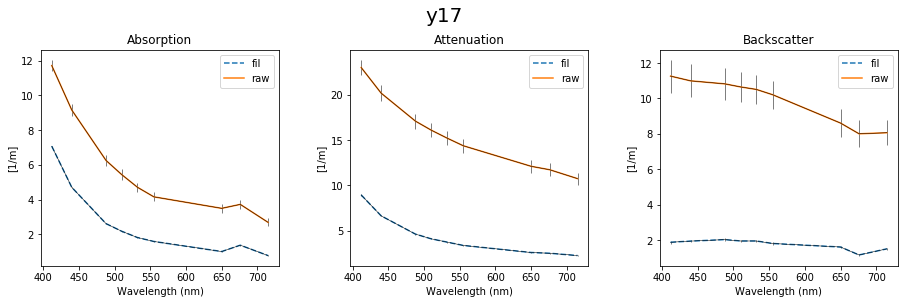 y17
Absorption
Attenuation
Backscatter
fil
raw
fil
raw
fil
raw
[1/m]
12
10
8
6
4
2
[1/m]
20
15
10
5
[1/m]
12
10
8
6
4
2
400 450 500 550 600 650 700
400 450 500 550 600 650 700
400 450 500 550 600 650 700
Wavelength (nm)
Wavelength (nm)
Wavelength (nm)